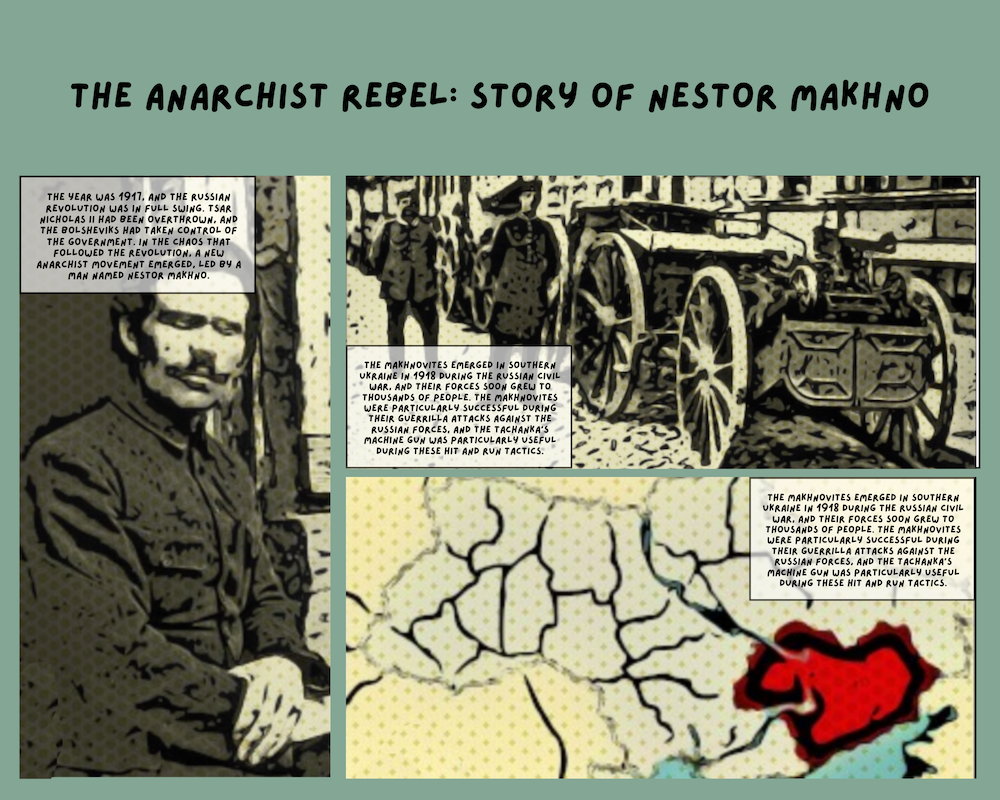 THE ANARCHIST REBEL: STORY OF NESTOR MAKHNO
THE YEAR WAS 1917, AND THE RUSSIAN
REVOLUTION WAS IN FULL SWING. TSAR
NICHOLAS II HAD BEEN OVERTHROWN, AND
THE BOLSHEVIKS HAD TAKEN CONTROL OF
THE GOVERNMENT. IN THE CHAOS THAT
FOLLOWED THE REVOLUTION, A NEW
ANARCHIST MOVEMENT EMERGED, LED BY A
MAN NAMED NESTOR MAKHNO.
THE MAKHNOVITES EMERGED IN SOUTHERN
UKRAINE IN 1918 DURING THE RUSSIAN CIVIL
WAR, AND THEIR FORCES SOON GREW TO
THOUSANDS OF PEOPLE. THE MAKHNOVITES
WERE PARTICULARLY SUCCESSFUL DURING
THEIR GUERRILLA ATTACKS AGAINST THE
RUSSIAN FORCES, AND THE TACHANKA'S
MACHINE GUN WAS PARTICULARLY USEFUL
DURING THESE HIT AND RUN TACTICS.
THE MAKHNOVITES EMERGED IN SOUTHERN
UKRAINE IN 1918 DURING THE RUSSIAN CIVIL
WAR, AND THEIR FORCES SOON GREW TO
THOUSANDS OF PEOPLE. THE MAKHNOVITES
WERE PARTICULARLY SUCCESSFUL DURING
THEIR GUERRILLA ATTACKS AGAINST THE
RUSSIAN FORCES, AND THE TACHANKA'S
MACHINE GUN WAS PARTICULARLY USEFUL
DURING THESE HIT AND RUN TACTICS.